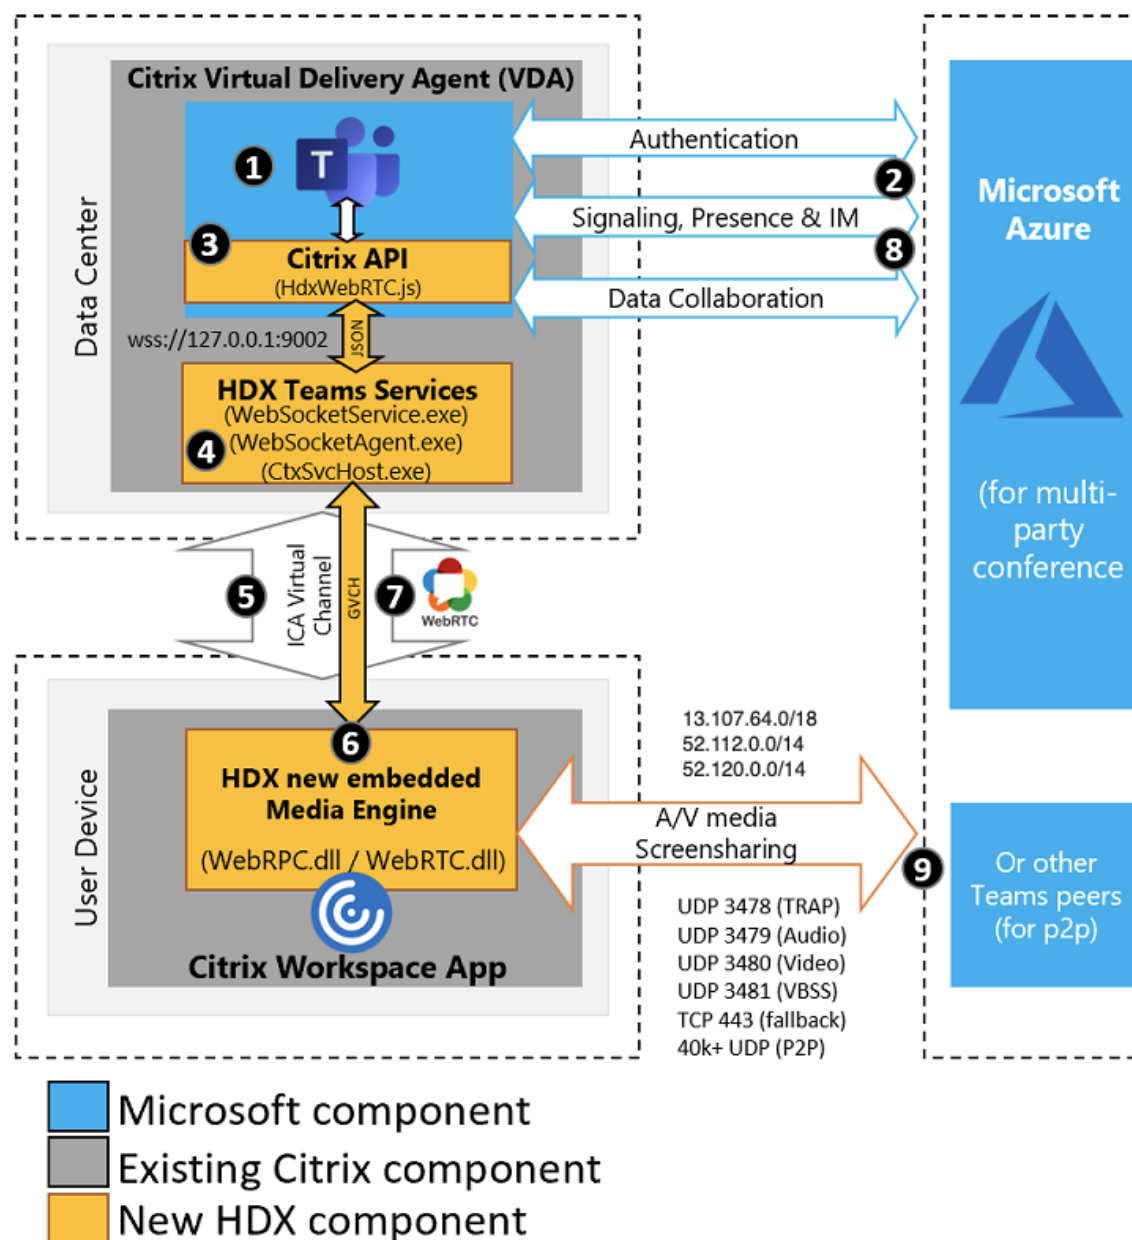 Citrix Virtual Delivery Agent (VDA)
1
T
Authentication
2
Signaling, Presence & IM
8
Data Collaboration
Data Center
3
Citrix API
(HdxWebRTC.js)
wss://127.0.0.1:9002
JSON
HDX Teams Services
(WebSocketService.exe)
4
(WebSocketAgent.exe)
(CtxSvcHost.exe)
Microsoft
Azure
(for multi-
party
conference
5
ICA Virtual
Channel
GVCH
7
WebRTC
User Device
6
HDX new embedded
Media Engine
(WebRPC.dll / WebRTC.dll)
Citrix Workspace App
13.107.64.0/18
52.112.0.0/14
52.120.0.0/14
A/V media
Screensharing
9
UDP 3478 (TRAP)
UDP 3479 (Audio)
UDP 3480 (Video)
UDP 3481 (VBSS)
TCP 443 (fallback)
40k+ UDP (P2P)
Or other
Teams peers
(for p2p)
Microsoft component
Existing Citrix component
New HDX component